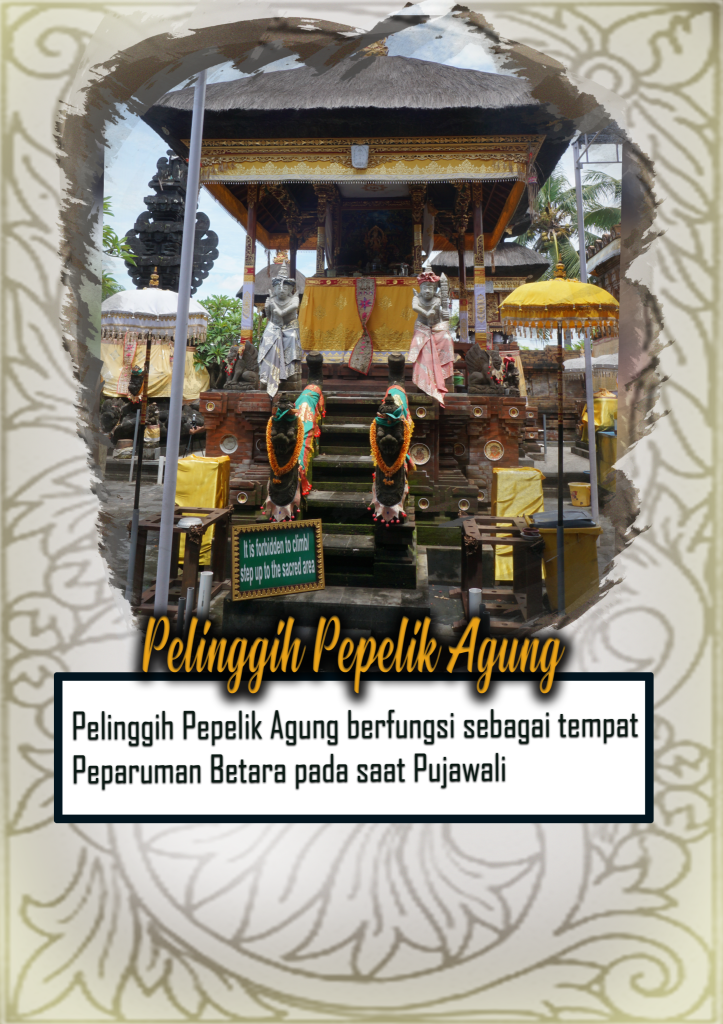 It is forbidden to climb/
step up to the sacred area
Pelinggih Pepelik Agung
Pelinggih Pepelik Agung berfungsi sebagai tempat
Peparuman Betara pada saat Pujawali